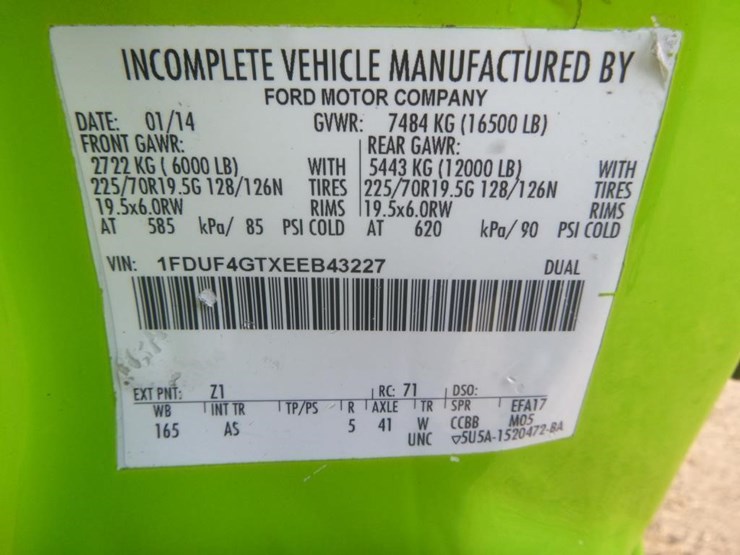 INCOMPLETE VEHICLE MANUFACTURED BY
FORD MOTOR COMPANY
DATE: 01/14 GVWR: 7484 KG (16500 LB)
FRONT GAWR: REAR GAWR:
2722 KG ( 6000 LB) WITH 5443 KG (12000 LB) WITH
225/70R19.5G 128/126N TIRES 225/70R19.5G 128/126N TIRES
19.5x6.0RW RIMS 19.5x6.0RW RIMS
AT 585 kPa/ 85 PSI COLD AT 620 kPa/ 90 PSI COLD
VIN: 1FDUF4GTXEEB43227 DUAL
EXT PNT: Z1 RC: 71 DSO:
WB INT TR TP/PS R AXLE TR SPR EFA17
165 AS 5 41 W CCBB M05
UNC ▽5U5A-1520472-BA